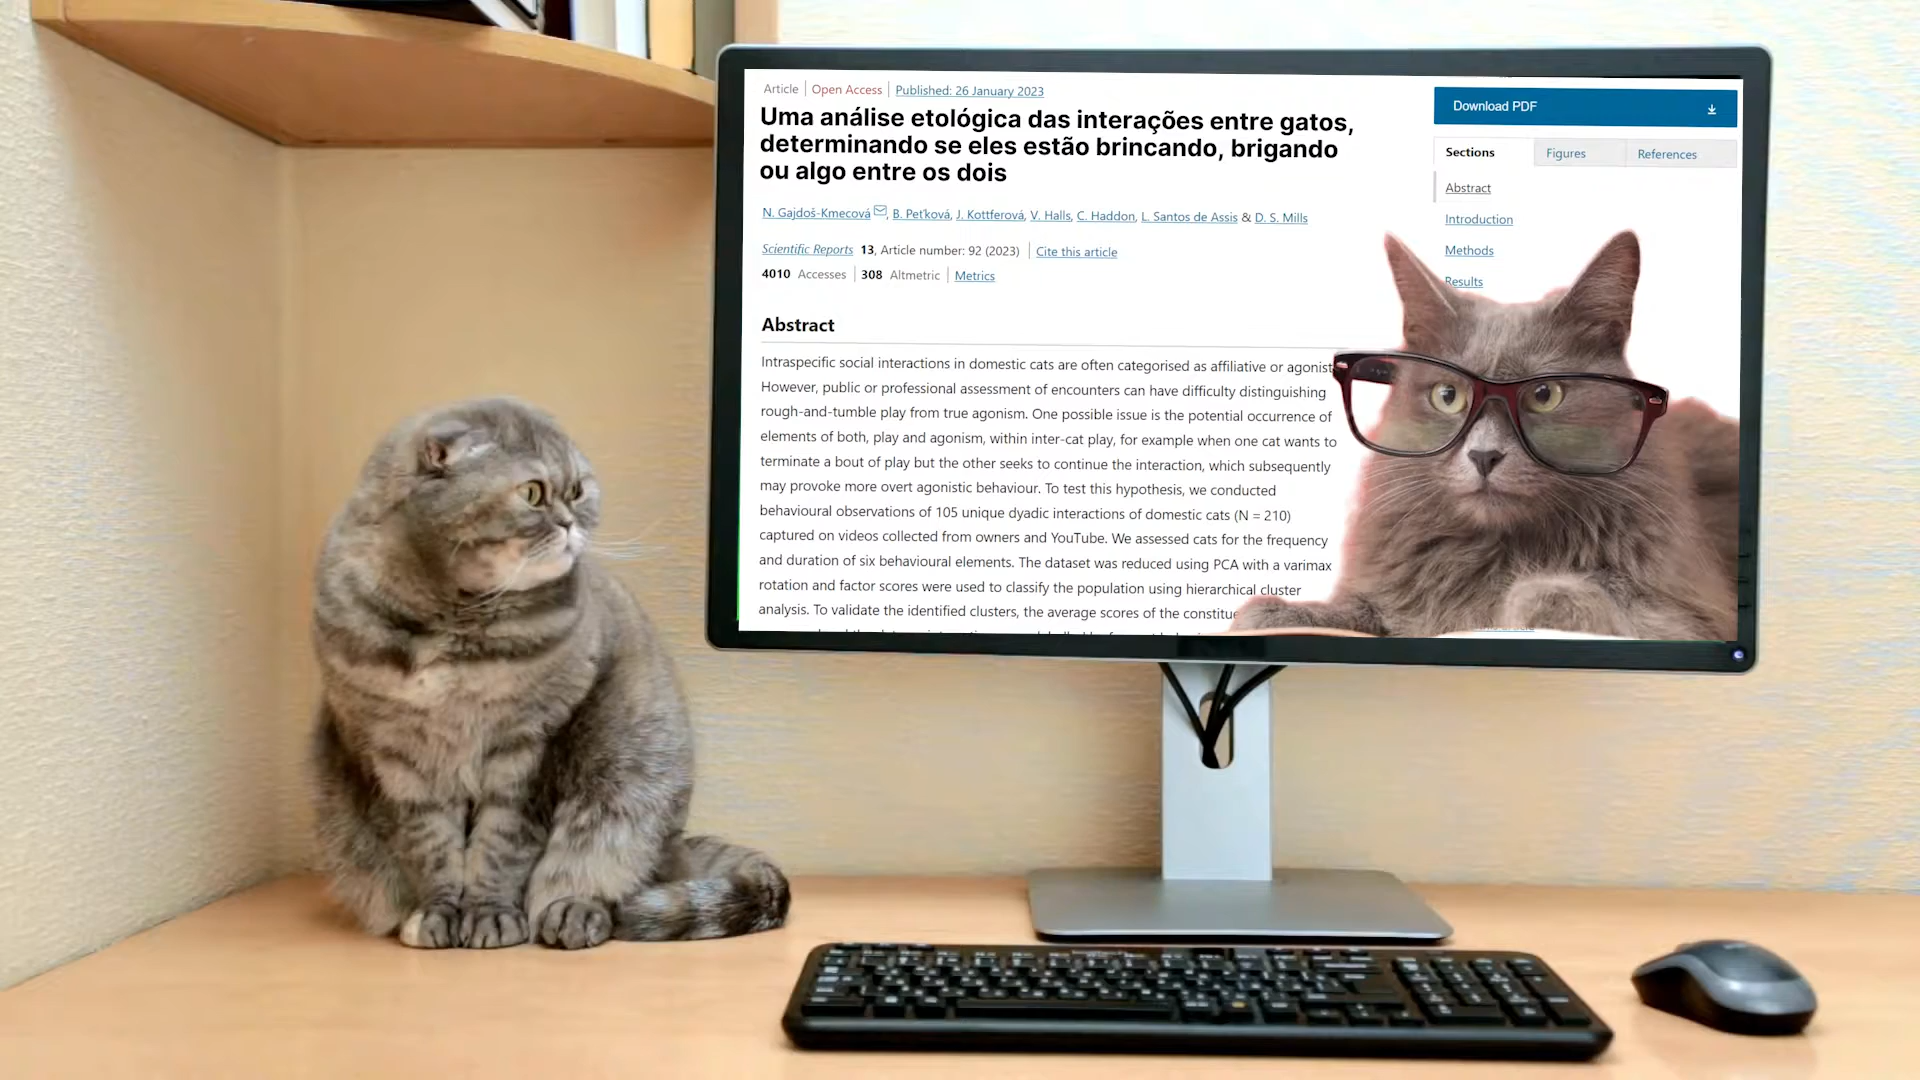 Article | Open Access | Published: 26 January 2023
Uma análise etológica das interações entre gatos,
determinando se eles estão brincando, brigando
ou algo entre os dois
N. Gajdoš-Kmecová, B. Peťková, J. Kottferová, V. Halls, C. Haddon, L. Santos de Assis & D. S. Mills
Scientific Reports 13, Article number: 92 (2023) | Cite this article
4010 Accesses | 308 Altmetric | Metrics
Abstract
Intraspecific social interactions in domestic cats are often categorised as affiliative or agonist
However, public or professional assessment of encounters can have difficulty distinguishing
rough-and-tumble play from true agonism. One possible issue is the potential occurrence of
elements of both, play and agonism, within inter-cat play, for example when one cat wants to
terminate a bout of play but the other seeks to continue the interaction, which subsequently
may provoke more overt agonistic behaviour. To test this hypothesis, we conducted
behavioural observations of 105 unique dyadic interactions of domestic cats (N = 210)
captured on videos collected from owners and YouTube. We assessed cats for the frequency
and duration of six behavioural elements. The dataset was reduced using PCA with a varimax
rotation and factor scores were used to classify the population using hierarchical cluster
analysis. To validate the identified clusters, the average scores of the constitue
Download PDF
Sections Figures References
Abstract
Introduction
Methods
Results